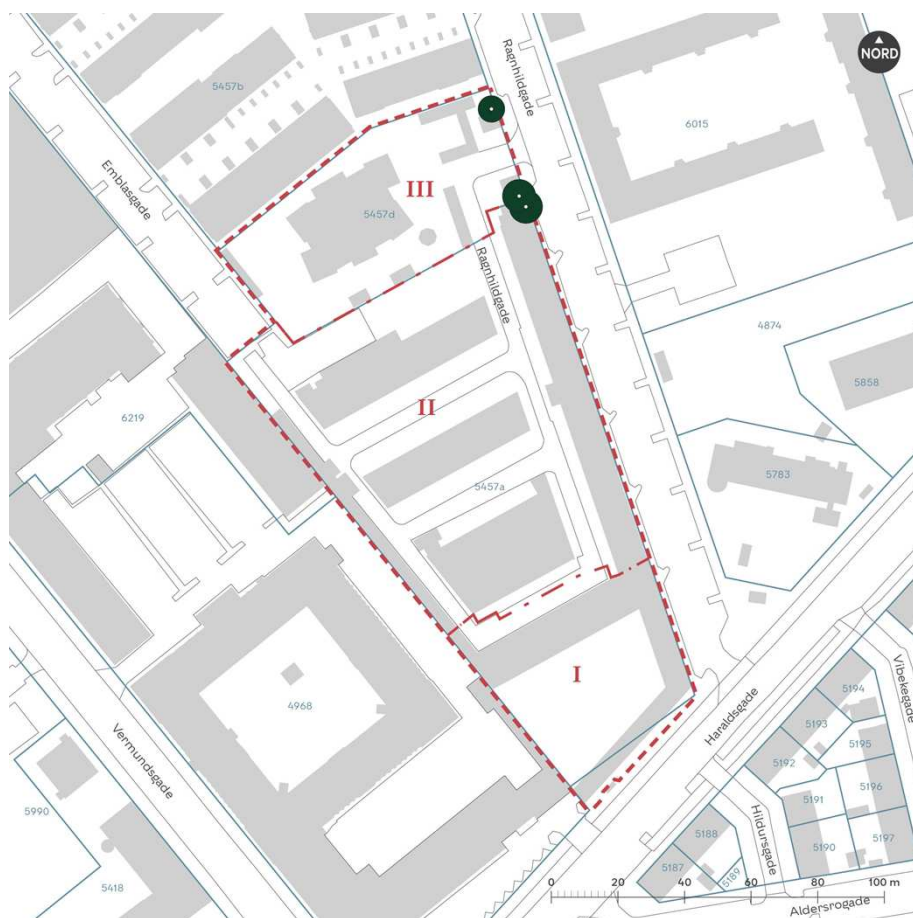 NORD
Ragnhildgade
5457b
6015
Emblasgade
III
5457d
Ragnhildgade
4874
5858
II
6219
5783
5457a
I
4968
Haraldsgade
Vibekegade
5194
5193
5195
5192
Vermundsgade
5196
5191
5990
Hildursgade
5188
5197
5190
5187
5189
5418
0 20 40 60 80 100 m
Aldersrogade